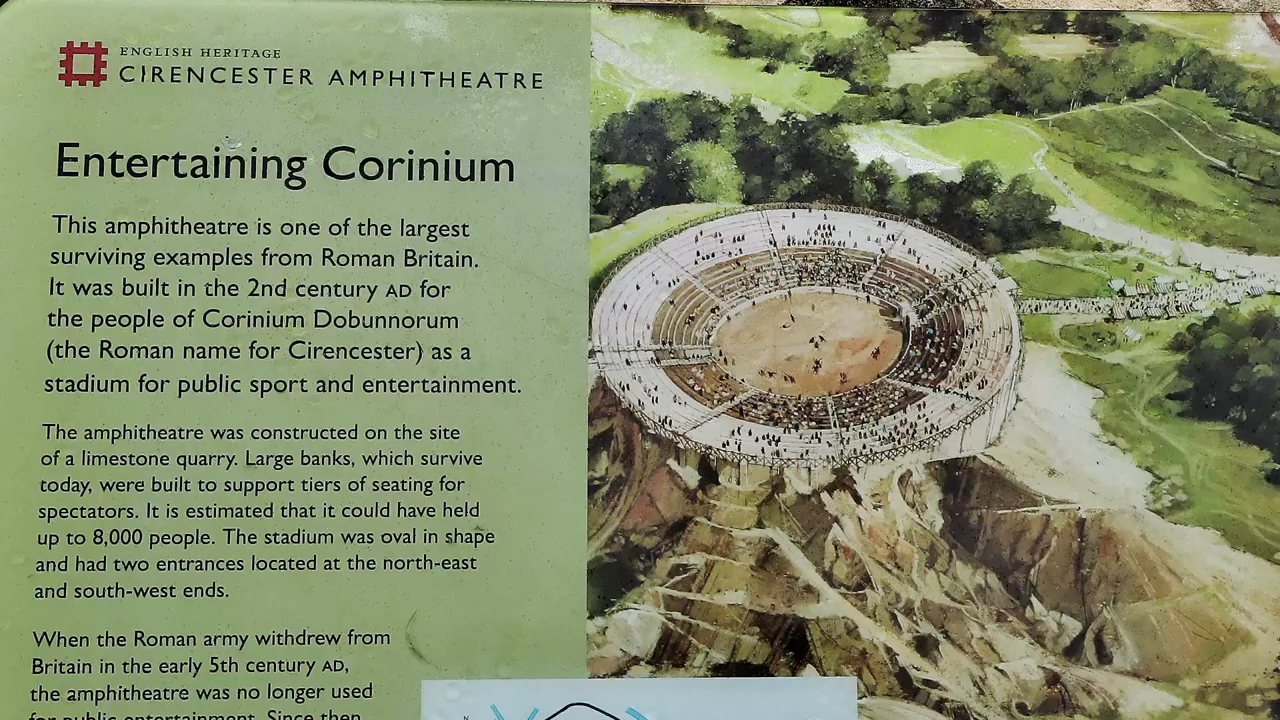 ENGLISH HERITAGE
CIRENCESTER AMPHITHEATRE
Entertaining Corinium
This amphitheatre is one of the largest
surviving examples from Roman Britain.
It was built in the 2nd century AD for
the people of Corinium Dobunnorum
(the Roman name for Cirencester) as a
stadium for public sport and entertainment.
The amphitheatre was constructed on the site
of a limestone quarry. Large banks, which survive
today, were built to support tiers of seating for
spectators. It is estimated that it could have held
up to 8,000 people. The stadium was oval in shape
and had two entrances located at the north-east
and south-west ends.
When the Roman army withdrew from
Britain in the early 5th century AD,
the amphitheatre was no longer used
for public entertainment. Since then
N